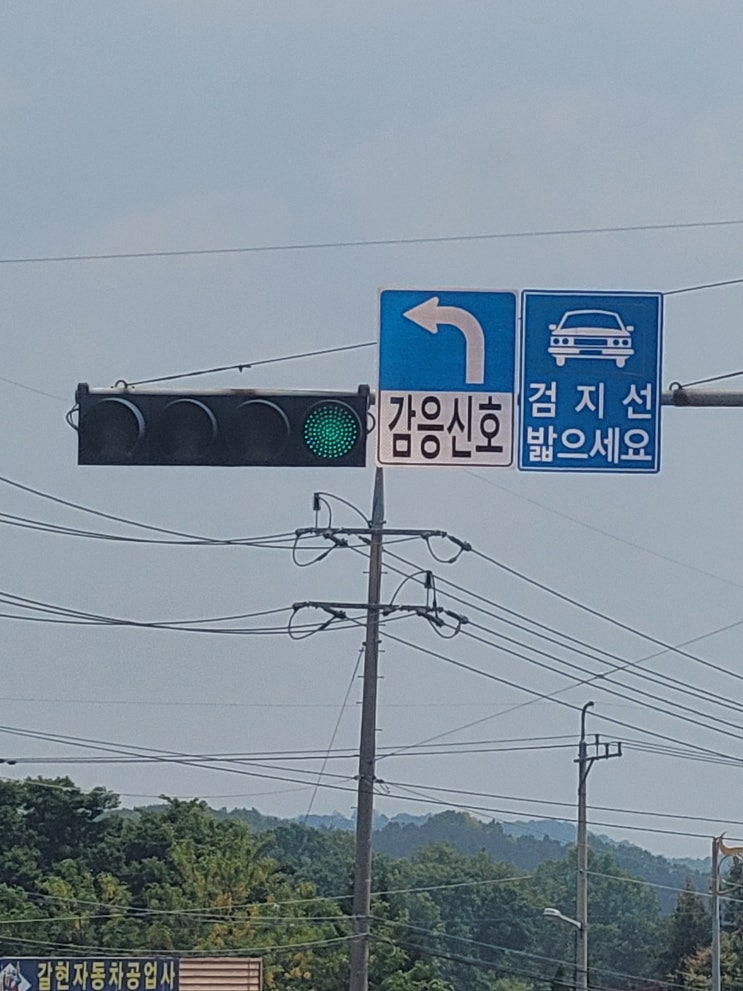 감응신호
검 지 선
밟으세요
갈현자동차공업사